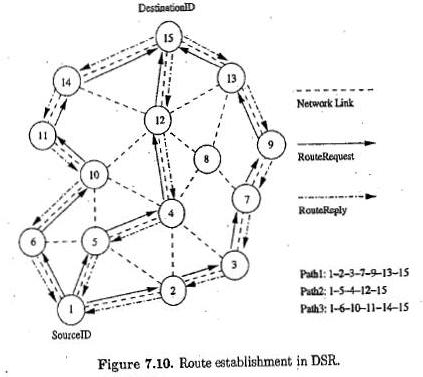 DestinationID
15
14
13
12
11
9
8
10
7
4
6
5
3
2
1
SourceID
Network Link
RouteRequest
RouteReply
Path1: 1-2-3-7-9-13-15
Path2: 1-5-4-12-15
Path3: 1-6-10-11-14-15
Figure 7.10. Route establishment in DSR.